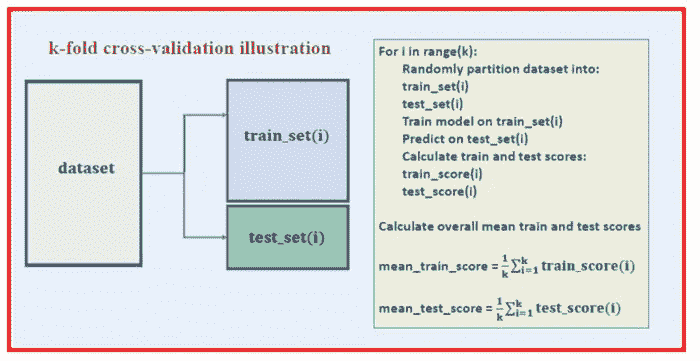 k-fold cross-validation illustration
dataset
train_set(i)
test_set(i)
For i in range(k):
Randomly partition dataset into:
train_set(i)
test_set(i)
Train model on train_set(i)
Predict on test_set(i)
Calculate train and test scores:
train_score(i)
test_score(i)
Calculate overall mean train and test scores
mean_train_score = \frac{1}{k} ∑_{i=1}^{k} train_score(i)
mean_test_score = \frac{1}{k} ∑_{i=1}^{k} test_score(i)